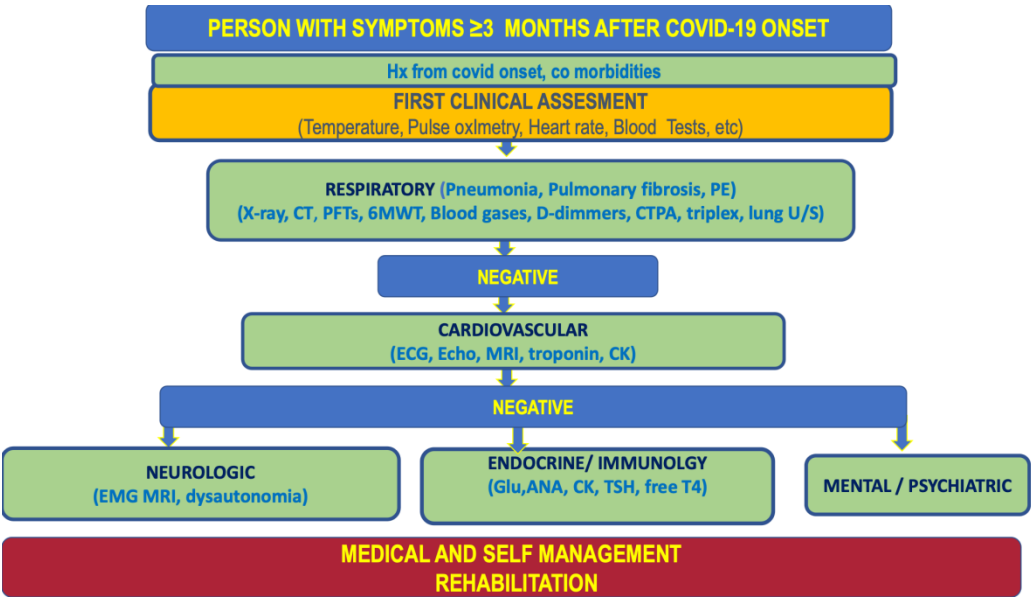 PERSON WITH SYMPTOMS ≥3 MONTHS AFTER COVID-19 ONSET
Hx from covid onset, co morbidities
FIRST CLINICAL ASSESMENT
(Temperature, Pulse oxImetry, Heart rate, Blood Tests, etc)
RESPIRATORY (Pneumonia, Pulmonary fibrosis, PE)
(X-ray, CT, PFTs, 6MWT, Blood gases, D-dimmers, CTPA, triplex, lung U/S)
NEGATIVE
CARDIOVASCULAR
(ECG, Echo, MRI, troponin, CK)
NEGATIVE
NEUROLOGIC
(EMG MRI, dysautonomia)
ENDOCRINE/ IMMUNOLGY
(Glu,ANA, CK, TSH, free T4)
MENTAL / PSYCHIATRIC
MEDICAL AND SELF MANAGEMENT
REHABILITATION